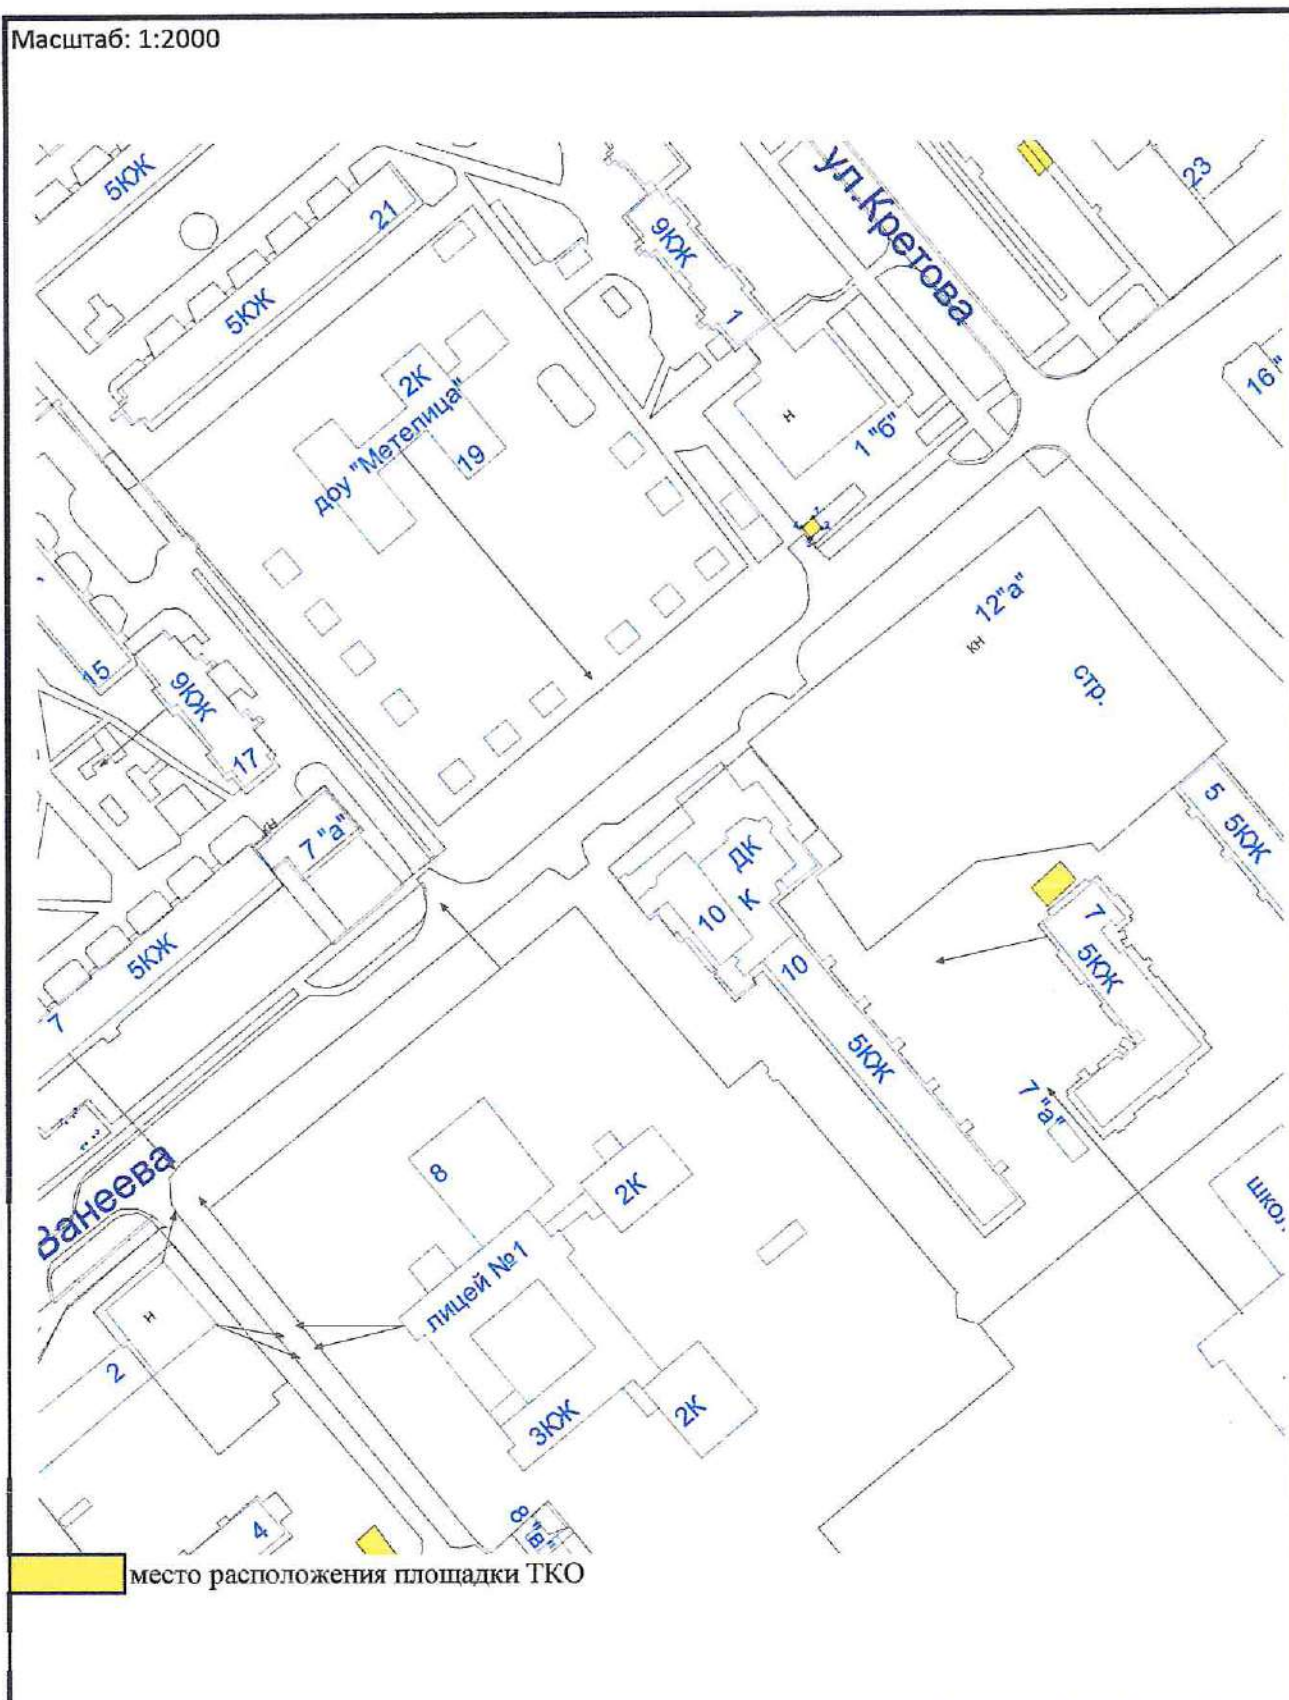 Масштаб: 1:2000
5КЖ
21
5КЖ
9КЖ
1
ул.Кретова
23
16"
2К
доу "Метелица"
19
н
1 "б"
12"а"
КН
стр.
15
9КЖ
17
КН
7 "а"
5КЖ
7
ДК
К
10
10
5КЖ
5
5КЖ
7
5КЖ
7 "а"
Ванеева
8
2К
лицей №1
3КЖ
2К
н
2
4
8 "в"
место расположения площадки ТКО